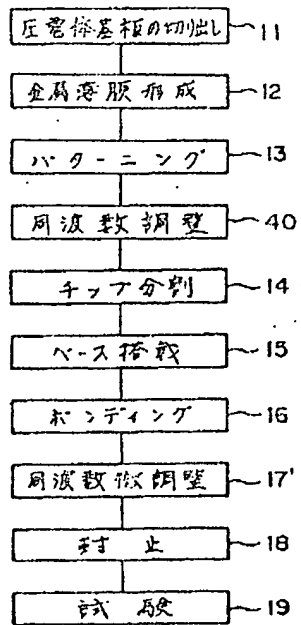 圧電体基板の切出し 11
金属薄膜形成 12
パターニング 13
周波数調整 40
チップ分割 14
ベース搭載 15
ボンディング 16
周波数微調整 17'
封止 18
試験 19